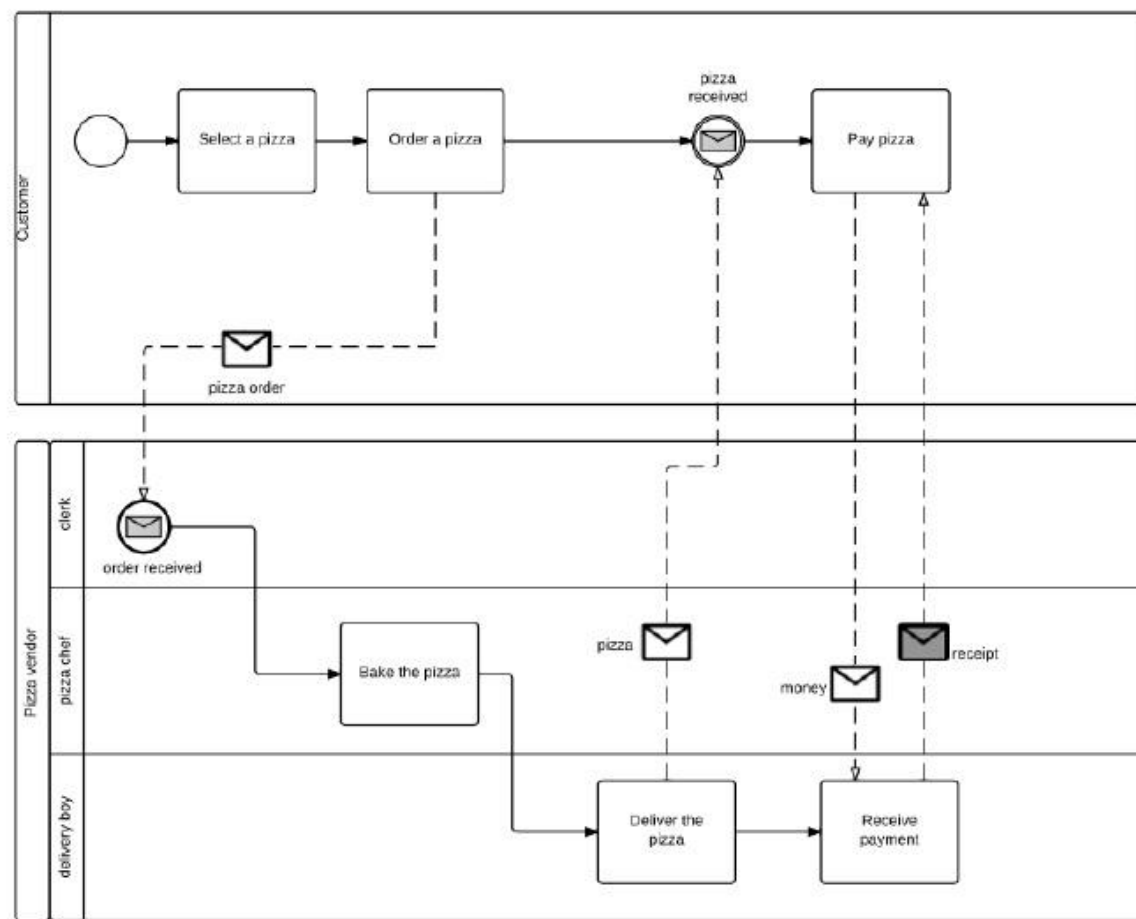 Customer
Select a pizza
Order a pizza
pizza
received
Pay pizza
pizza order
Pizza vendor
clerk
order received
pizza chef
Bake the pizza
pizza
money
receipt
delivery boy
Deliver the
pizza
Receive
payment